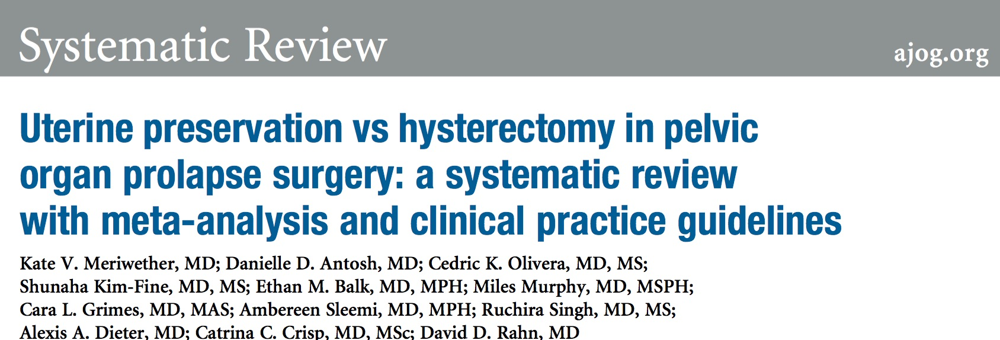 Systematic Review
ajog.org
Uterine preservation vs hysterectomy in pelvic
organ prolapse surgery: a systematic review
with meta-analysis and clinical practice guidelines
Kate V. Meriwether, MD; Danielle D. Antosh, MD; Cedric K. Olivera, MD, MS;
Shunaha Kim-Fine, MD, MS; Ethan M. Balk, MD, MPH; Miles Murphy, MD, MSPH;
Cara L. Grimes, MD, MAS; Ambereen Sleemi, MD, MPH; Ruchira Singh, MD, MS;
Alexis A. Dieter, MD; Catrina C. Crisp, MD, MSc; David D. Rahn, MD